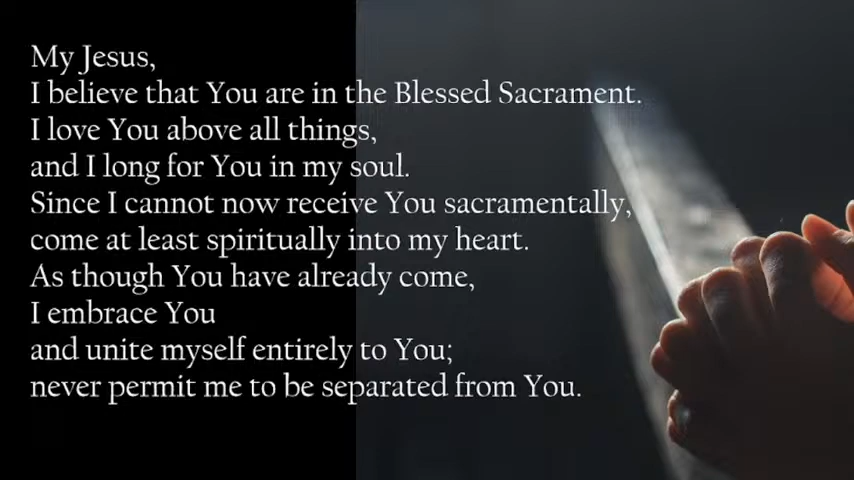 My Jesus,
I believe that You are in the Blessed Sacrament.
I love You above all things,
and I long for You in my soul.
Since I cannot now receive You sacramentally,
come at least spiritually into my heart.
As though You have already come,
I embrace You
and unite myself entirely to You;
never permit me to be separated from You.